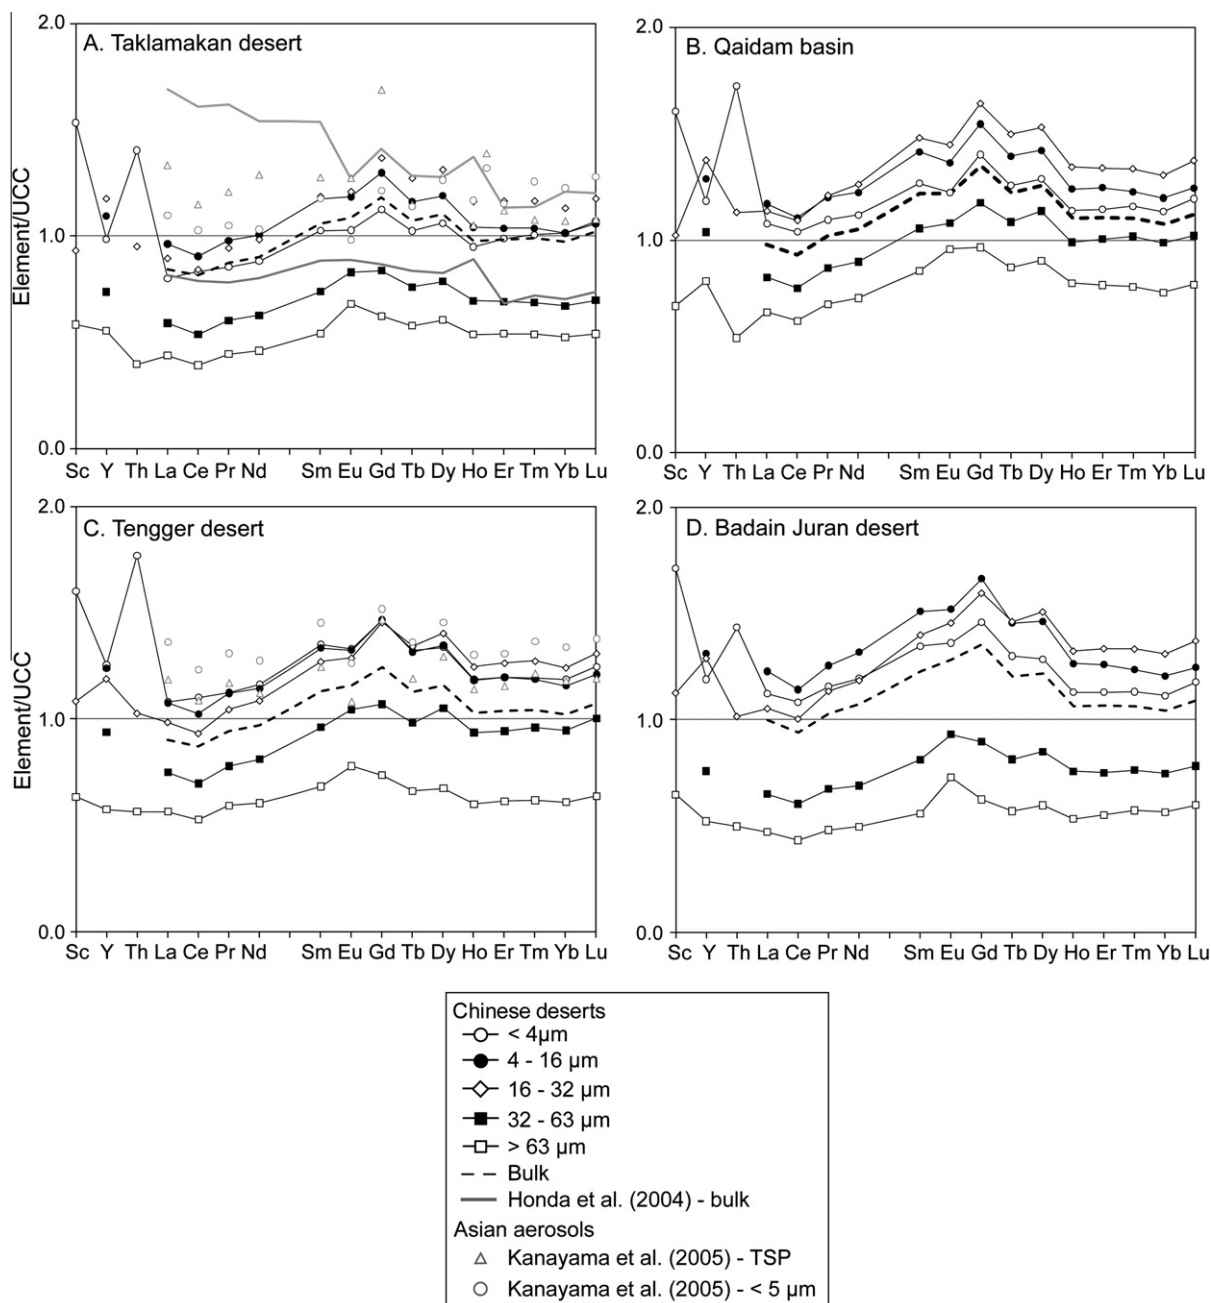 2.0
A. Taklamakan desert
Element/UCC
1.0
0.0
Sc Y Th La Ce Pr Nd Sm Eu Gd Tb Dy Ho Er Tm Yb Lu
2.0
B. Qaidam basin
1.0
0.0
Sc Y Th La Ce Pr Nd Sm Eu Gd Tb Dy Ho Er Tm Yb Lu
2.0
C. Tengger desert
Element/UCC
1.0
0.0
Sc Y Th La Ce Pr Nd Sm Eu Gd Tb Dy Ho Er Tm Yb Lu
2.0
D. Badain Juran desert
1.0
0.0
Sc Y Th La Ce Pr Nd Sm Eu Gd Tb Dy Ho Er Tm Yb Lu
Chinese deserts
< 4µm
4 - 16 µm
16 - 32 µm
32 - 63 µm
> 63 µm
Bulk
Honda et al. (2004) - bulk
Asian aerosols
Kanayama et al. (2005) - TSP
Kanayama et al. (2005) - < 5 µm